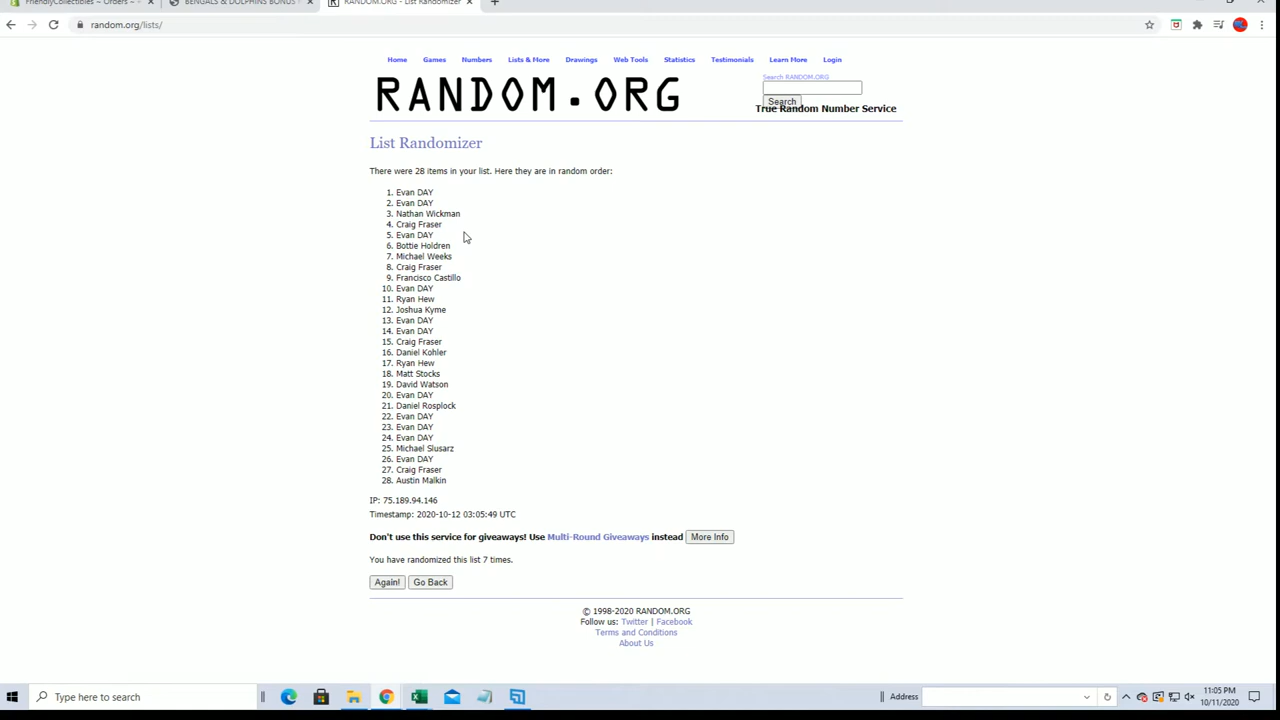 FriendlyCollectibles ~ Orders ~
BENGALS & DOLPHINS BONUS
RANDOM.ORG - List Randomizer
random.org/lists/
Home Games Numbers Lists & More Drawings Web Tools Statistics Testimonials Learn More Login
RANDOM.ORG
Search RANDOM.ORG
Search
True Random Number Service
List Randomizer
There were 28 items in your list. Here they are in random order:
1. Evan DAY
2. Evan DAY
3. Nathan Wickman
4. Craig Fraser
5. Evan DAY
6. Bottie Holdren
7. Michael Weeks
8. Craig Fraser
9. Francisco Castillo
10. Evan DAY
11. Ryan Hew
12. Joshua Kyme
13. Evan DAY
14. Evan DAY
15. Craig Fraser
16. Daniel Kohler
17. Ryan Hew
18. Matt Stocks
19. David Watson
20. Evan DAY
21. Daniel Rosplock
22. Evan DAY
23. Evan DAY
24. Evan DAY
25. Michael Slusarz
26. Evan DAY
27. Craig Fraser
28. Austin Malkin
IP: 75.189.94.146
Timestamp: 2020-10-12 03:05:49 UTC
Don't use this service for giveaways! Use Multi-Round Giveaways instead More Info
You have randomized this list 7 times.
Again! Go Back
© 1998-2020 RANDOM.ORG
Follow us: Twitter | Facebook
Terms and Conditions
About Us
Type here to search
Address
11:05 PM
10/11/2020